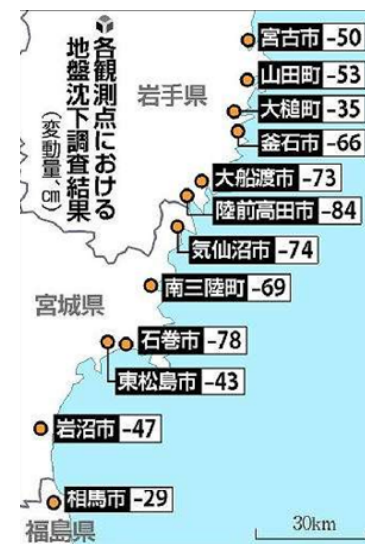 各観測点における
地盤沈下調査結果
(変動量、㎝)
宮古市 -50
山田町 -53
岩手県
大槌町 -35
釜石市 -66
大船渡市 -73
陸前高田市 -84
気仙沼市 -74
南三陸町 -69
宮城県
石巻市 -78
東松島市 -43
岩沼市 -47
相馬市 -29
福島県
30km